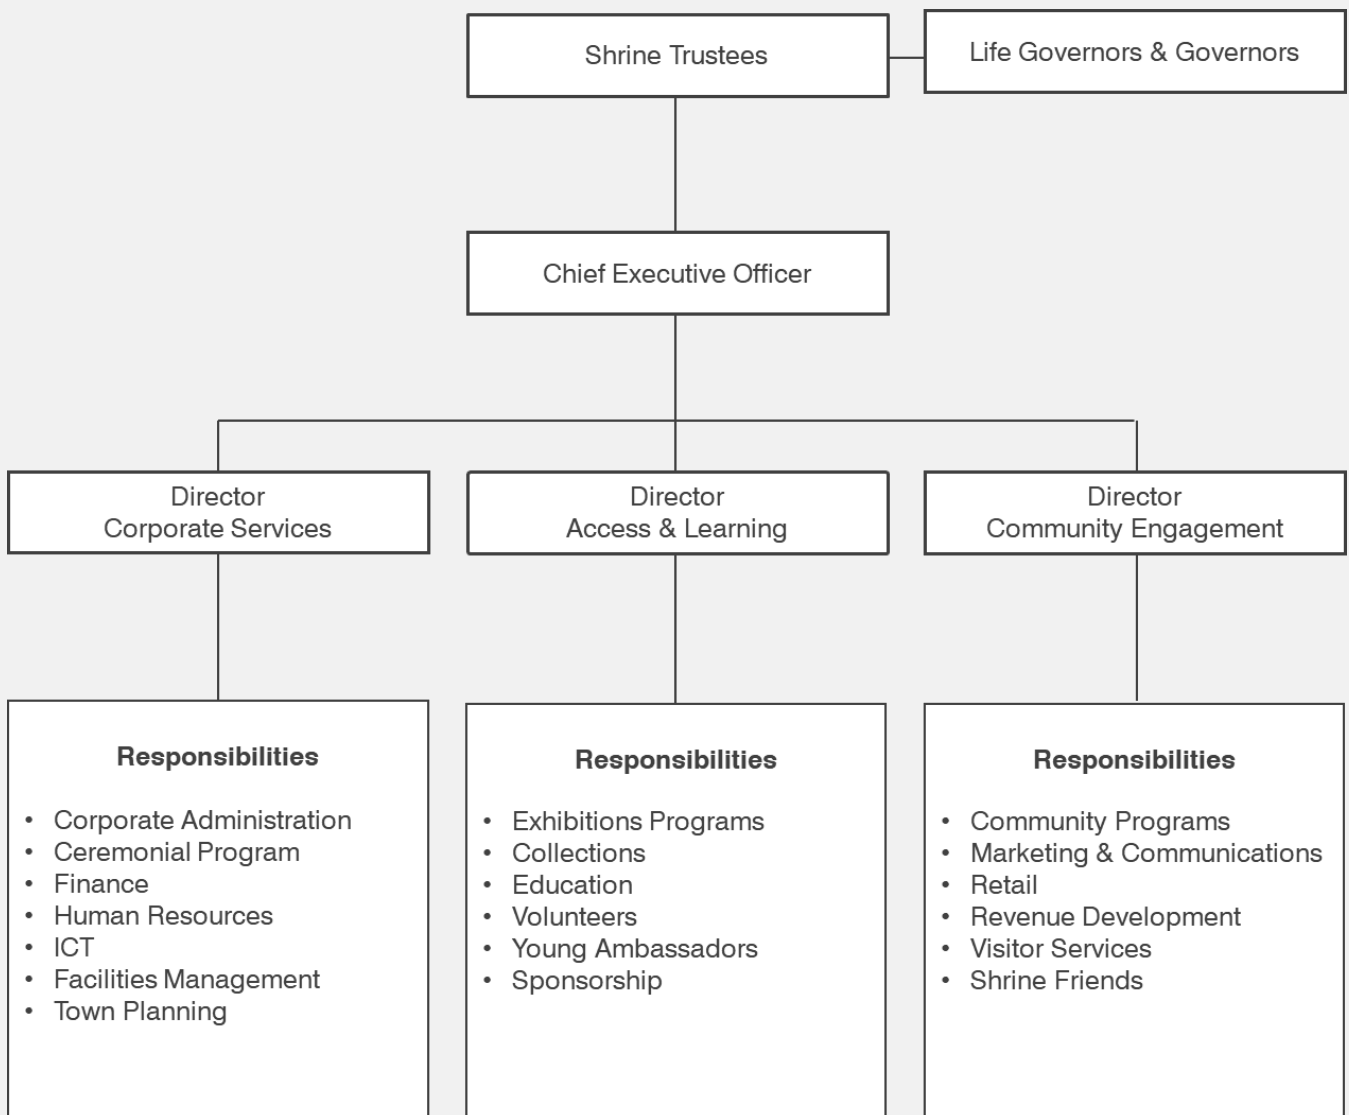 Shrine Trustees
Life Governors & Governors
Chief Executive Officer
Director
Corporate Services
Director
Access & Learning
Director
Community Engagement
Responsibilities
• Corporate Administration
• Ceremonial Program
• Finance
• Human Resources
• ICT
• Facilities Management
• Town Planning
Responsibilities
• Exhibitions Programs
• Collections
• Education
• Volunteers
• Young Ambassadors
• Sponsorship
Responsibilities
• Community Programs
• Marketing & Communications
• Retail
• Revenue Development
• Visitor Services
• Shrine Friends